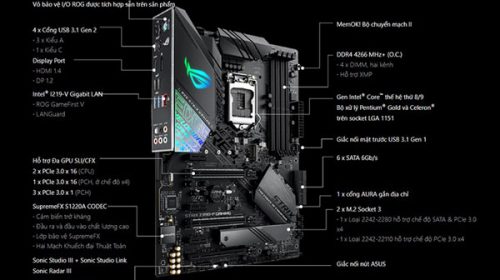 Vỏ bảo vệ I/O ROG được tích hợp sẵn trên sản phẩm
4 x Cổng USB 3.1 Gen 2
• 3 x Kiểu A
• 1 x Kiểu C
Display Port
• HDMI 1.4
• DP 1.2
Intel® I219-V Gigabit LAN
• ROG GameFirst V
• LANGuard
Hỗ trợ Đa GPU SLI/CFX
2 x PCIe 3.0 x 16 (CPU)
1 x PCIe 3.0 x 16 (PCH, ở chế độ x4)
3 x PCIe 3.0 x 1 (PCH)
SupremeFX S1220A CODEC
• Cảm biến trở kháng
• Đầu ra và đầu vào chất lượng cao
• Lớp bảo vệ SupremeFX
• Hai Mạch Khuếch đại Thuật Toán
Sonic Studio III + Sonic Studio Link
Sonic Radar III
MemOK! Bộ chuyển mạch II
DDR4 4266 MHz+ (O.C.)
• 4 x DIMM, hai kênh
• Hỗ trợ XMP
Gen Intel® Core™ thế hệ thứ 8/9
Bộ xử lý Pentium® Gold và Celeron®
trên socket LGA 1151
Giắc nối mặt trước USB 3.1 Gen 1
6 x SATA 6Gb/s
1 x cổng AURA gắn địa chỉ
2 x M.2 Socket 3
• 1 Loại 2242-2280 hỗ trợ chế độ SATA & PCIe 3.0
x4
• 1 Loại 2242-22110 hỗ trợ chế độ PCIe 3.0 x4
Giắc nối nút ASUS
STRIX Z390-F GAMING
STRIX